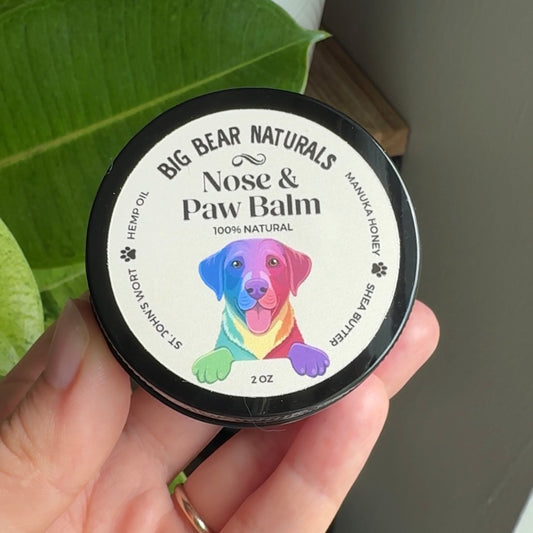 BIG BEAR NATURALS
Nose &
Paw Balm
100% NATURAL
ST. JOHN'S WORT
HEMP OIL
MANUKA HONEY
SHEA BUTTER
2 OZ